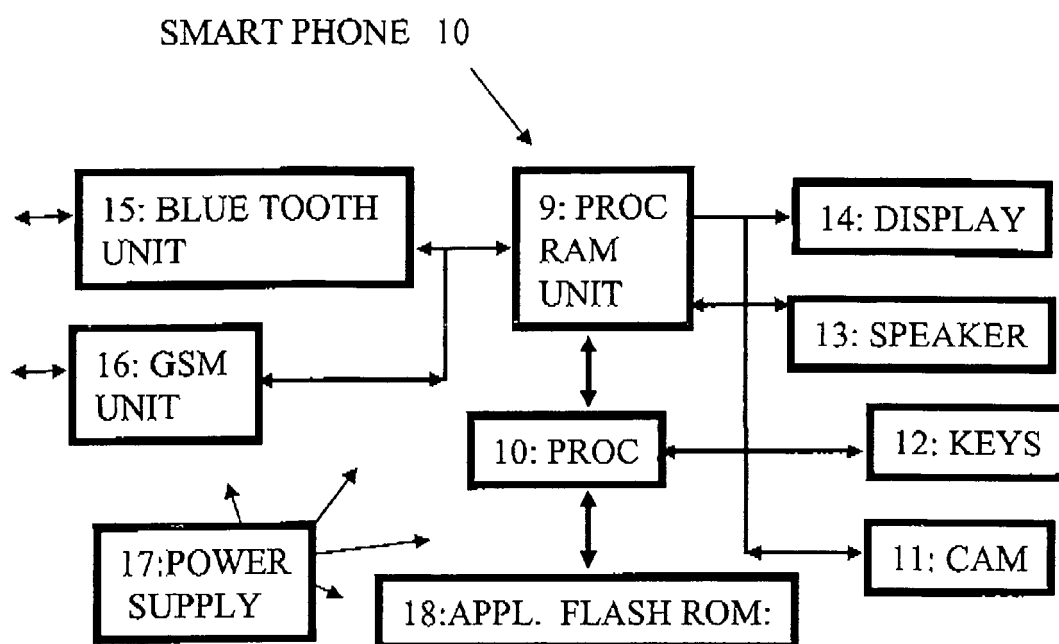 SMART PHONE 10
15: BLUE TOOTH
UNIT
9: PROC
RAM
UNIT
14: DISPLAY
13: SPEAKER
16: GSM
UNIT
10: PROC
12: KEYS
17:POWER
SUPPLY
11: CAM
18:APPL. FLASH ROM: